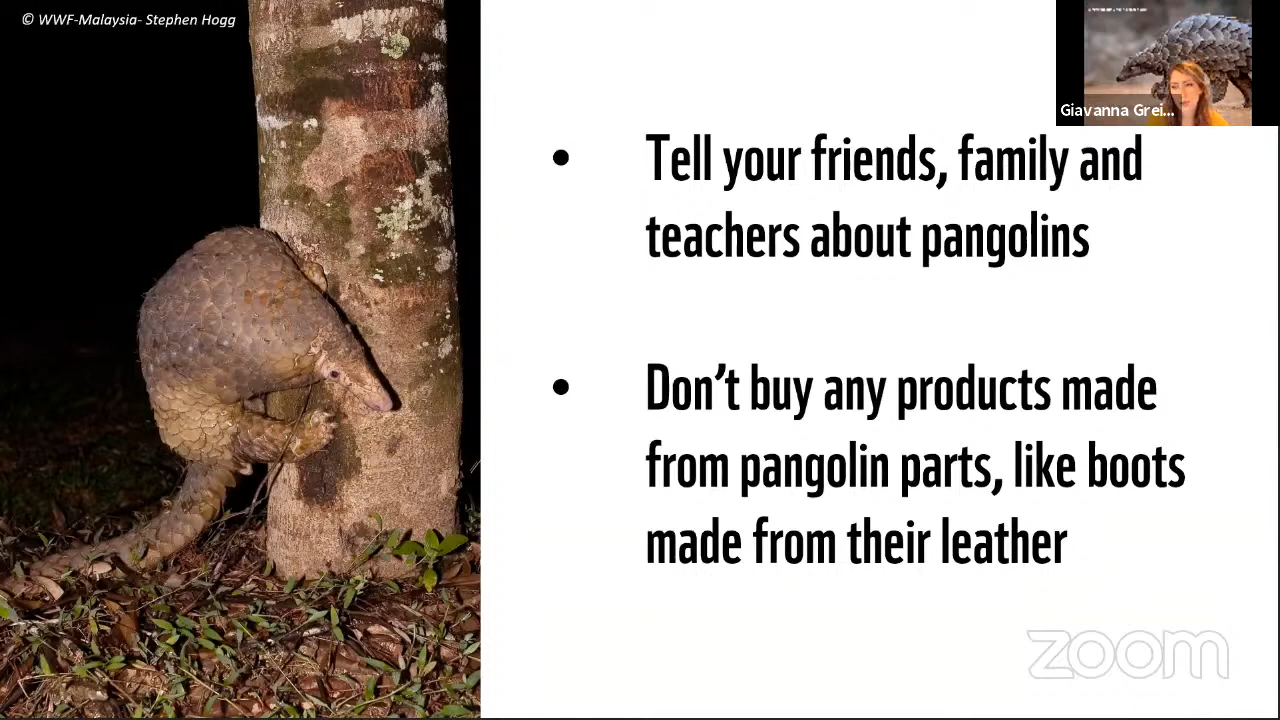 © WWF-Malaysia- Stephen Hogg
Giavanna Grei...
• Tell your friends, family and
teachers about pangolins
• Don’t buy any products made
from pangolin parts, like boots
made from their leather
zoom